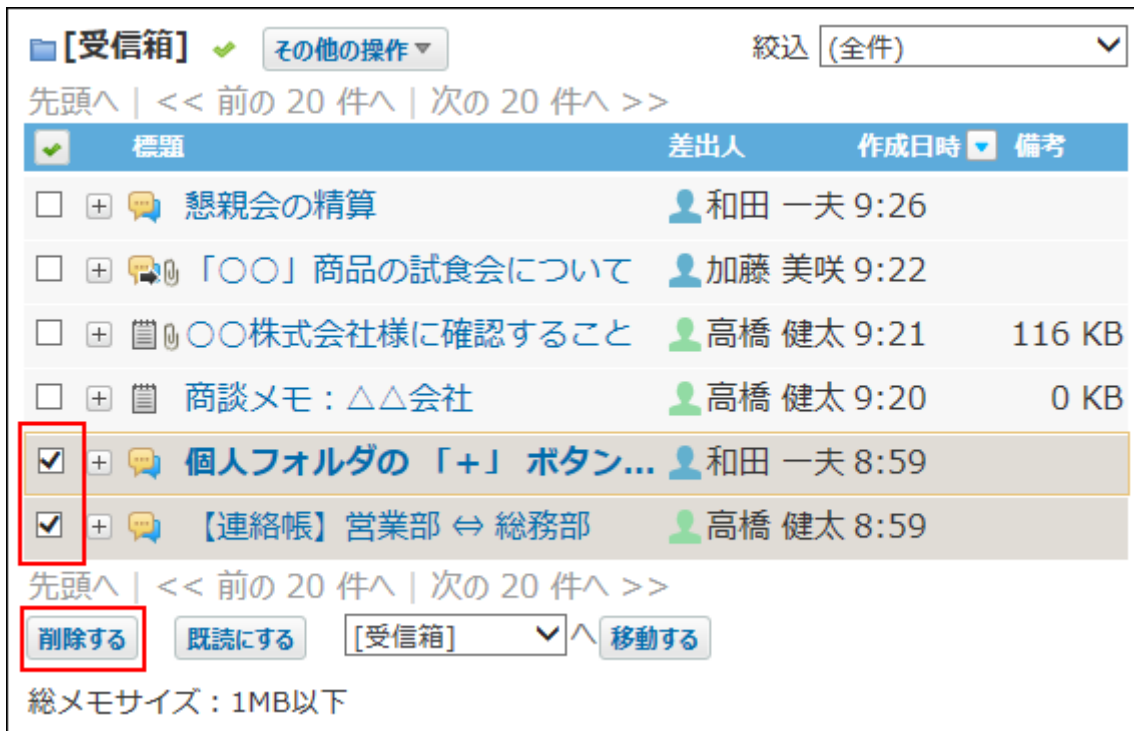 [受信箱] その他の操作 絞込 (全件)
先頭へ | << 前の 20 件へ | 次の 20 件へ >>
標題 差出人 作成日時 備考
懇親会の精算 和田 一夫 9:26
「○○」商品の試食会について 加藤 美咲 9:22
○○株式会社様に確認すること 高橋 健太 9:21 116 KB
商談メモ：△△会社 高橋 健太 9:20 0 KB
個人フォルダの 「+」 ボタン... 和田 一夫 8:59
【連絡帳】営業部 ⇔ 総務部 高橋 健太 8:59
先頭へ | << 前の 20 件へ | 次の 20 件へ >>
削除する 既読にする [受信箱] へ 移動する
総メモサイズ：1MB以下